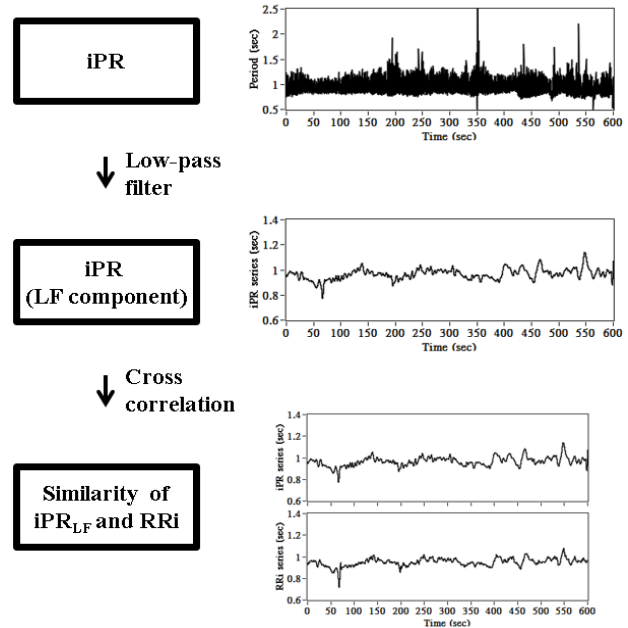 iPR
Period (sec)
2.5
2
1.5
1
0.5
0 50 100 150 200 250 300 350 400 450 500 550 600
Time (sec)
Low-pass
filter
iPR
(LF component)
iPR series (sec)
1.4
1.2
1
0.8
0.6
0 50 100 150 200 250 300 350 400 450 500 550 600
Time (sec)
Cross
correlation
Similarity of
iPRLF and RRi
iPR series (sec)
1.4
1.2
1
0.8
0.6
RRi series (sec)
1.4
1.2
1
0.8
0.6
0 50 100 150 200 250 300 350 400 450 500 550 600
Time (sec)